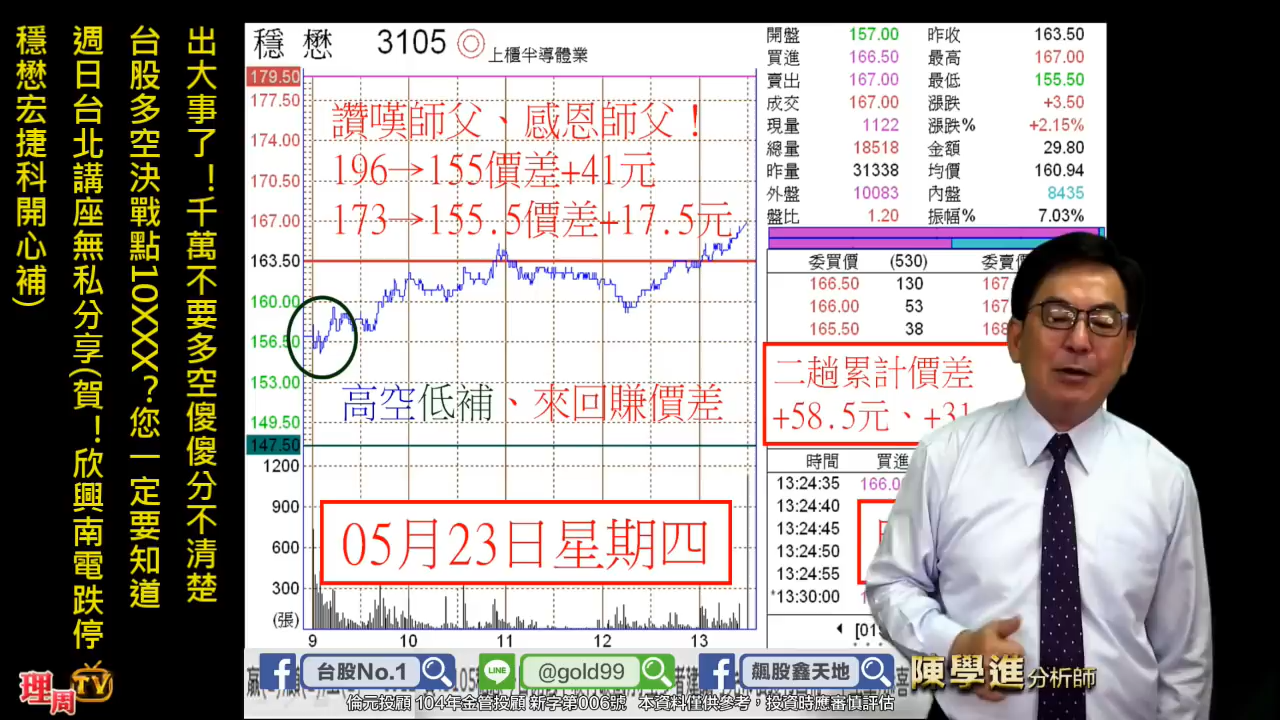 出大事了！千萬不要多空傻傻分不清楚
台股多空決戰點10XXX？您一定要知道
週日台北講座無私分享(賀！欣興南電跌停
穩懋宏捷科開心補)
穩懋 3105 ◎ 上櫃半導體業
179.50
177.50
174.00
170.50
167.00
163.50
160.00
156.50
153.00
149.50
147.50
1200
900
600
300
(張)
9 10 11 12 13
讚嘆師父、感恩師父！
196→155價差+41元
173→155.5價差+17.5元
高空低補、來回賺價差
05月23日星期四
開盤 157.00 昨收 163.50
買進 166.50 最高 167.00
賣出 167.00 最低 155.50
成交 167.00 漲跌 +3.50
現量 1122 漲跌% +2.15%
總量 18518 金額 29.80
昨量 31338 均價 160.94
外盤 10083 內盤 8435
盤比 1.20 振幅% 7.03%
委買價 (530) 委賣價
166.50 130 167
166.00 53 167
165.50 38 168
二趟累計價差
+58.5元、+31
時間 買進
13:24:35 166.0
13:24:40
13:24:45
13:24:50
13:24:55
*13:30:00
台股No.1
LINE @gold99
飆股鑫天地
陳學進分析師
理周TV
倫元投顧 104年金管投顧 新字第006號 本資料僅供參考，投資時應審慎評估